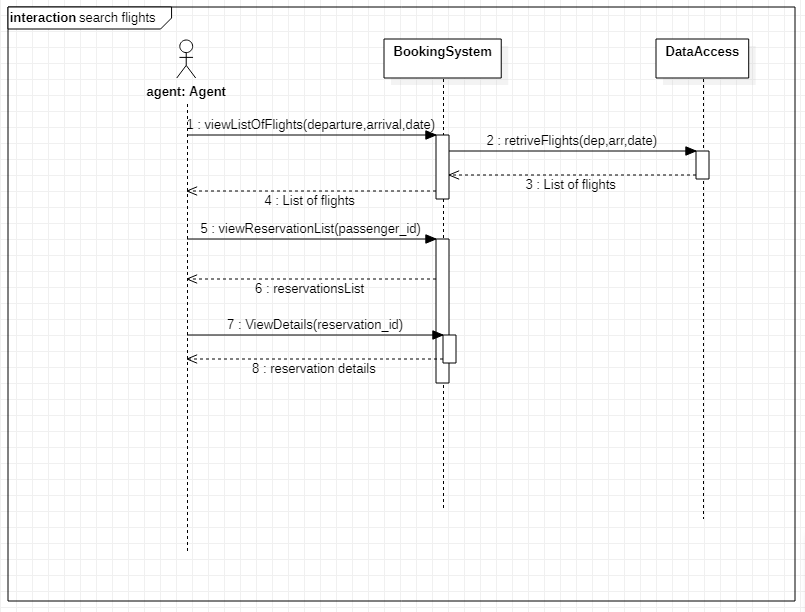 interaction search flights
BookingSystem
DataAccess
agent: Agent
1 : viewListOfFlights(departure,arrival,date)
2 : retriveFlights(dep,arr,date)
3 : List of flights
4 : List of flights
5 : viewReservationList(passenger_id)
6 : reservationsList
7 : ViewDetails(reservation_id)
8 : reservation details